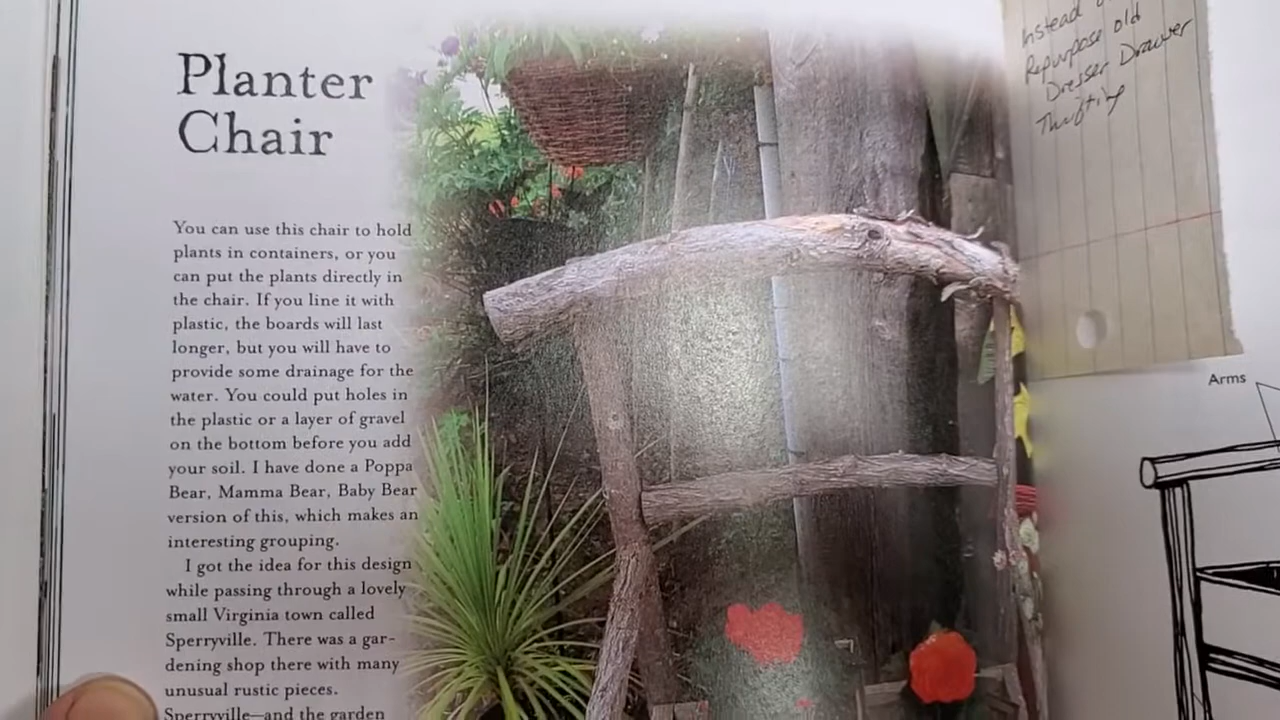 Planter
Chair
You can use this chair to hold
plants in containers, or you
can put the plants directly in
the chair. If you line it with
plastic, the boards will last
longer, but you will have to
provide some drainage for the
water. You could put holes in
the plastic or a layer of gravel
on the bottom before you add
your soil. I have done a Poppa
Bear, Mamma Bear, Baby Bear
version of this, which makes an
interesting grouping.
I got the idea for this design
while passing through a lovely
small Virginia town called
Sperryville. There was a gar-
dening shop there with many
unusual rustic pieces.
Sperryville—and the garden
Instead
Repurpose old
Dresser Drawer
Thrifting
Arms